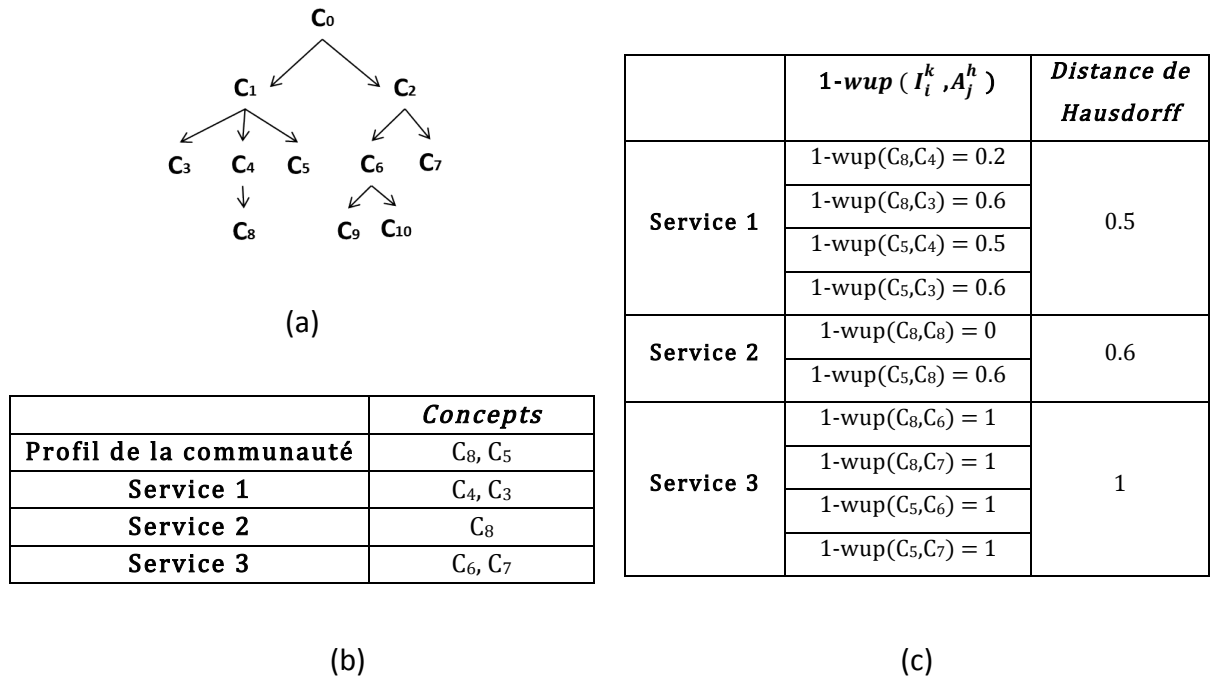 C0
C1 C2
C3 C4 C5 C6 C7
C8 C9 C10
(a)
Concepts
Profil de la communauté C8, C5
Service 1 C4, C3
Service 2 C8
Service 3 C6, C7
(b)
1-wup ( I_i^k ,A_j^h ) Distance de
Hausdorff
Service 1 0.5
1-wup(C8,C4) = 0.2
1-wup(C8,C3) = 0.6
1-wup(C5,C4) = 0.5
1-wup(C5,C3) = 0.6
Service 2 0.6
1-wup(C8,C8) = 0
1-wup(C5,C8) = 0.6
Service 3 1
1-wup(C8,C6) = 1
1-wup(C8,C7) = 1
1-wup(C5,C6) = 1
1-wup(C5,C7) = 1
(c)